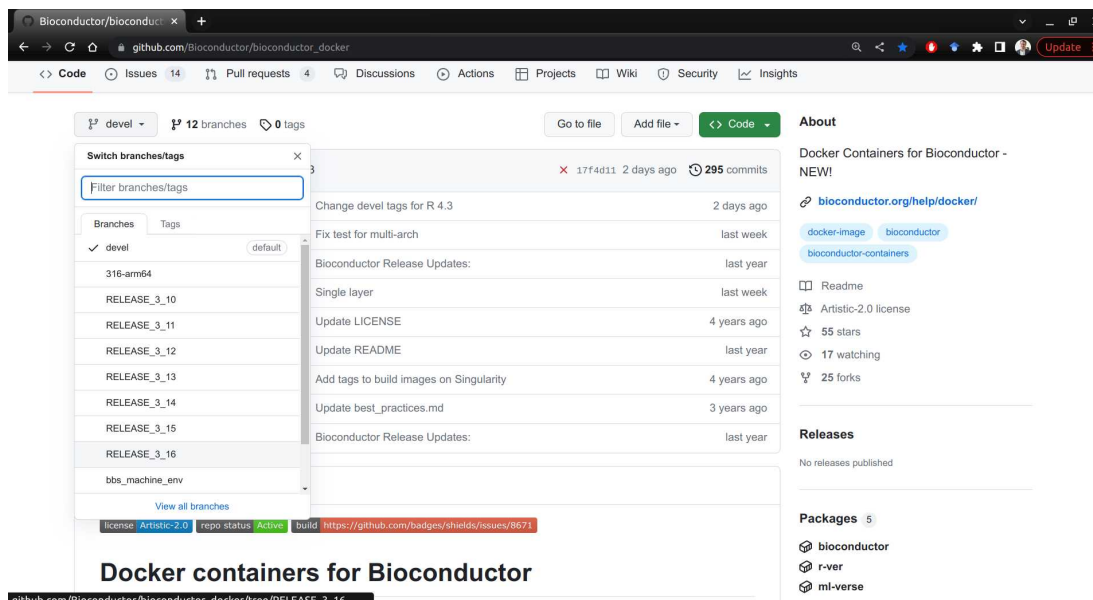 Bioconductor/bioconduct × +
github.com/Bioconductor/bioconductor_docker Update
<> Code Issues 14 Pull requests 4 Discussions Actions Projects Wiki Security Insights
devel 12 branches 0 tags Go to file Add file <> Code
Switch branches/tags
Filter branches/tags
Branches Tags
devel default
316-arm64
RELEASE_3_10
RELEASE_3_11
RELEASE_3_12
RELEASE_3_13
RELEASE_3_14
RELEASE_3_15
RELEASE_3_16
bbs_machine_env
View all branches
3 17f4d11 2 days ago 295 commits
Change devel tags for R 4.3 2 days ago
Fix test for multi-arch last week
Bioconductor Release Updates: last year
Single layer last week
Update LICENSE 4 years ago
Update README last year
Add tags to build images on Singularity 4 years ago
Update best_practices.md 3 years ago
Bioconductor Release Updates: last year
license Artistic-2.0 repo status Active build https://github.com/badges/shields/issues/8671
Docker containers for Bioconductor
About
Docker Containers for Bioconductor -
NEW!
bioconductor.org/help/docker/
docker-image bioconductor
bioconductor-containers
Readme
Artistic-2.0 license
55 stars
17 watching
25 forks
Releases
No releases published
Packages 5
bioconductor
r-ver
ml-verse
github.com/Bioconductor/bioconductor_docker/tree/RELEASE_3_16